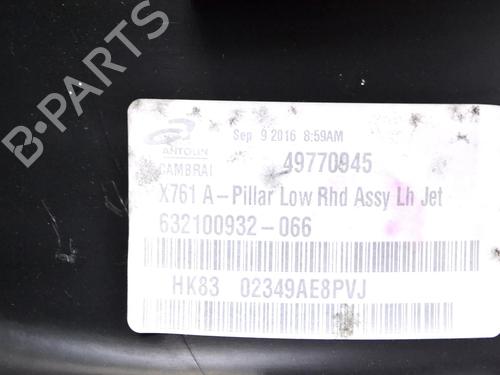 B-PARTS
Sep 9 2016 8:59AM
ANTOLIN
CAMBRAI
49770945
X761 A-Pillar Low Rhd Assy Lh Jet
632100932-066
HK83 02349AE8PVJ